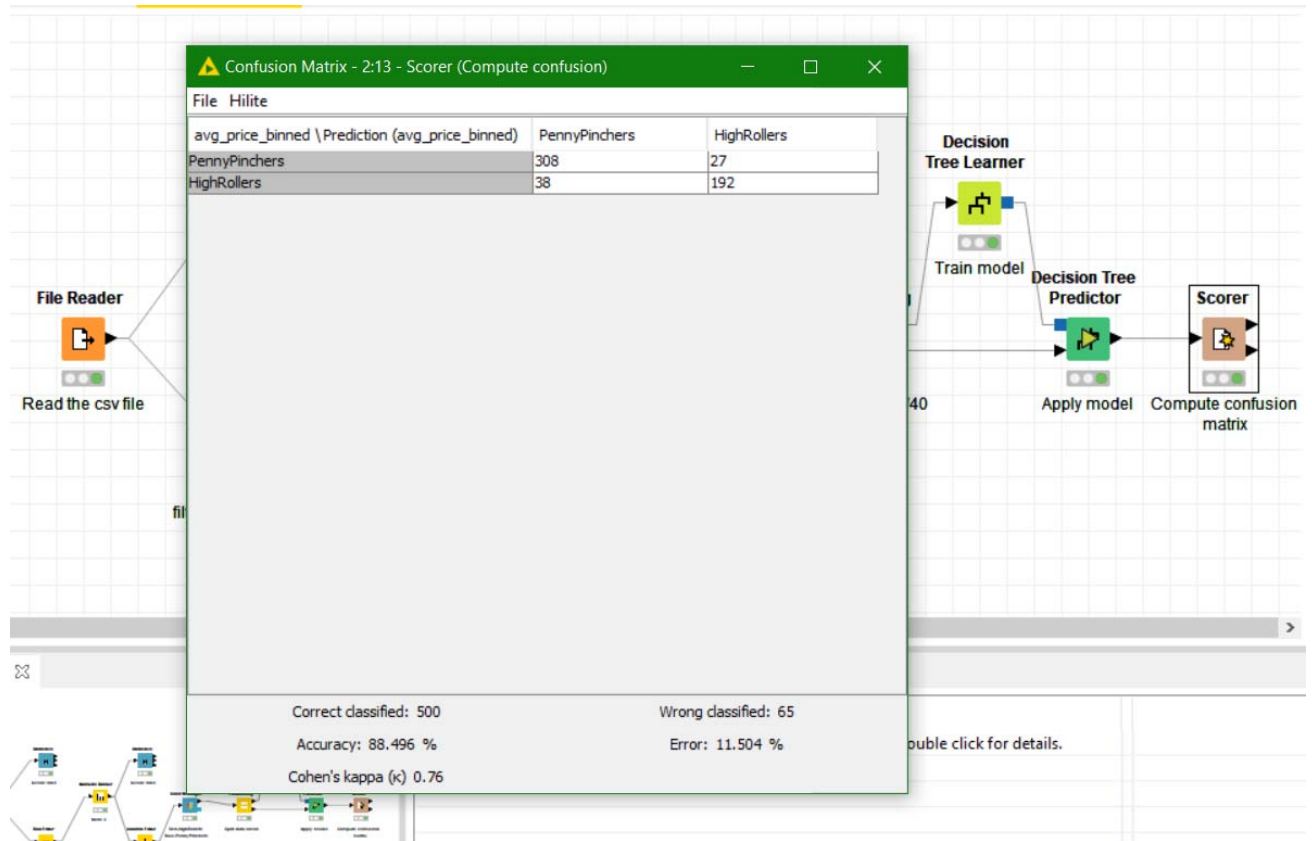 Confusion Matrix - 2:13 - Scorer (Compute confusion)
File Hilite
avg_price_binned \ Prediction (avg_price_binned) PennyPinchers HighRollers
PennyPinchers 308 27
HighRollers 38 192
Correct classified: 500 Wrong classified: 65
Accuracy: 88.496 % Error: 11.504 %
Cohen's kappa (κ) 0.76
File Reader
Read the csv file
Decision
Tree Learner
Train model
Decision Tree
Predictor
Apply model
Scorer
Compute confusion
matrix
40
fil
ouble click for details.